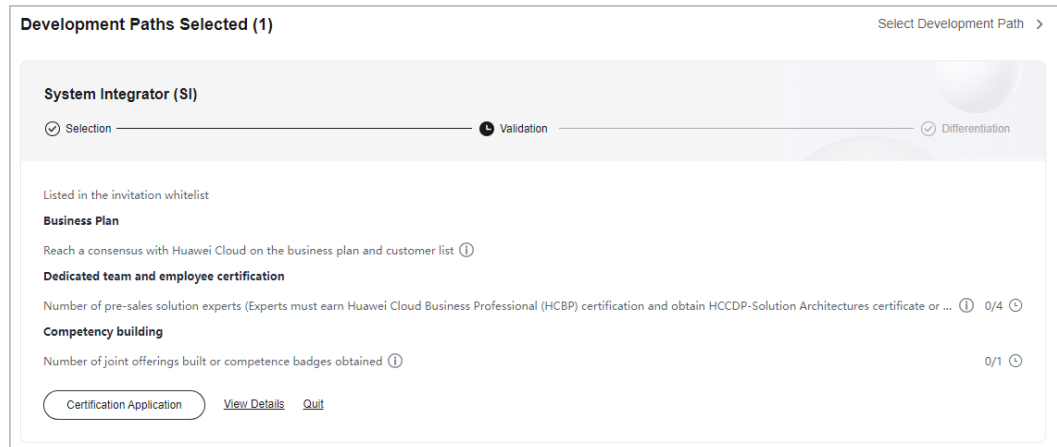 Development Paths Selected (1)
Select Development Path >
System Integrator (SI)
Selection
Validation
Differentiation
Listed in the invitation whitelist
Business Plan
Reach a consensus with Huawei Cloud on the business plan and customer list
Dedicated team and employee certification
Number of pre-sales solution experts (Experts must earn Huawei Cloud Business Professional (HCBP) certification and obtain HCCDP-Solution Architectures certificate or ... 0/4
Competency building
Number of joint offerings built or competence badges obtained 0/1
Certification Application View Details Quit